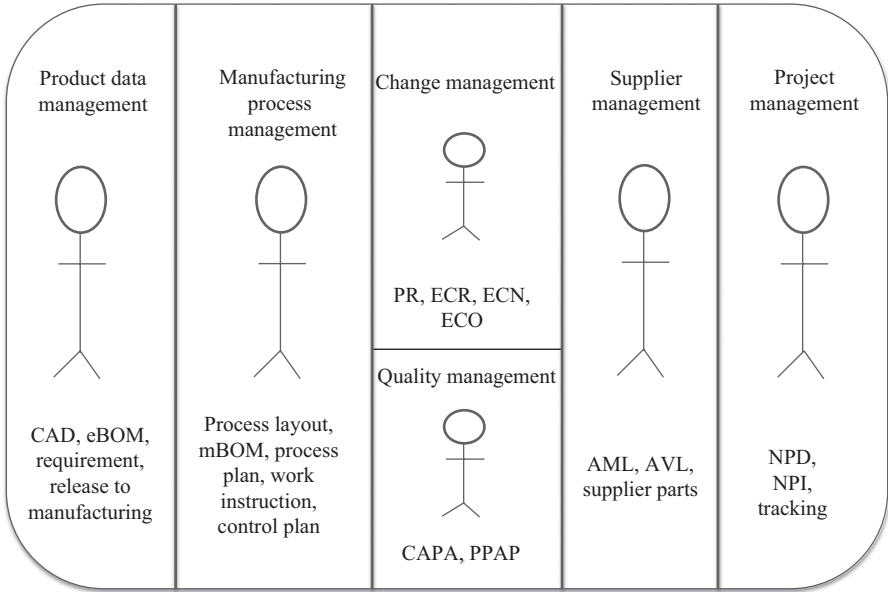 Product data
management
CAD, eBOM,
requirement,
release to
manufacturing
Manufacturing
process
management
Process layout,
mBOM, process
plan, work
instruction,
control plan
Change management
PR, ECR, ECN,
ECO
Quality management
CAPA, PPAP
Supplier
management
AML, AVL,
supplier parts
Project
management
NPD,
NPI,
tracking